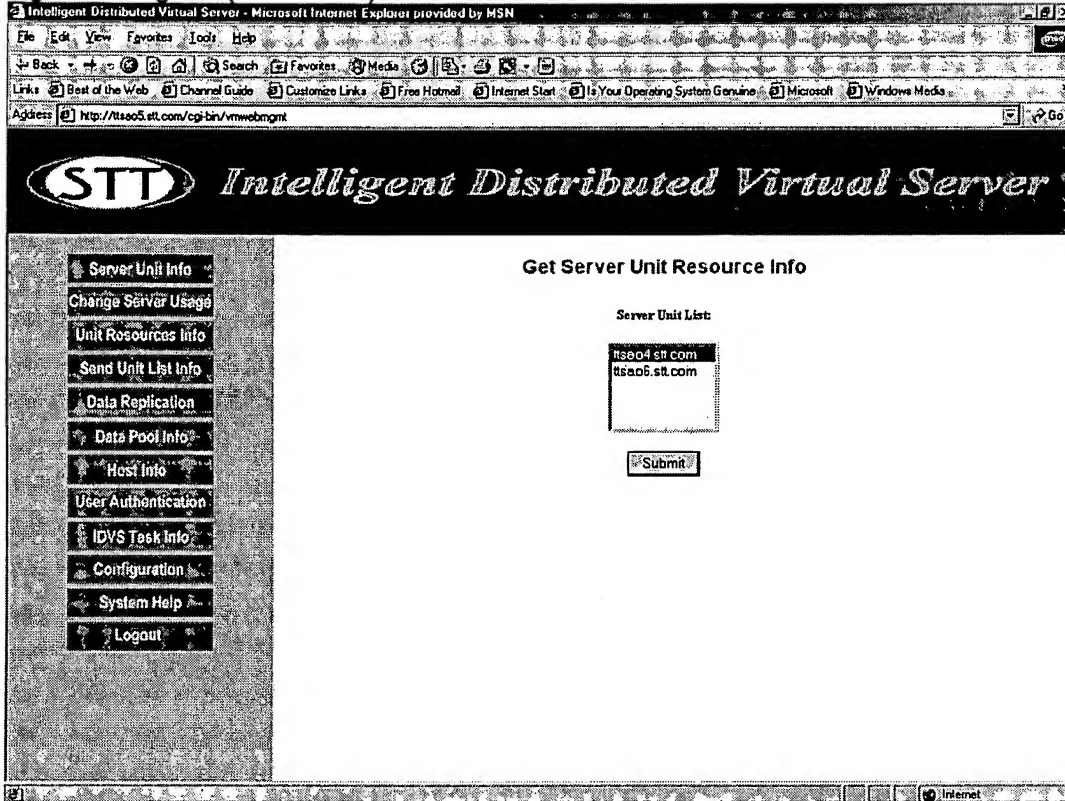 Intelligent Distributed Virtual Server - Microsoft Internet Explorer provided by MSN
File Edit View Favorites Tools Help
Back Search Favorites Media
Links Best of the Web Channel Guide Customize Links Free Hotmail Internet Start Is Your Operating System Genuine Microsoft Windows Media
Address http://ttsao5.stt.com/cgi-bin/vmwebmgmt Go
STT Intelligent Distributed Virtual Server
Server Unit Info
Change Server Usage
Unit Resources Info
Send Unit List Info
Data Replication
Data Pool Info
Host Info
User Authentication
IDVS Task Info
Configuration
System Help
Logout
Get Server Unit Resource Info
Server Unit List:
ttsao4.stt.com
ttsao6.stt.com
Submit
Internet